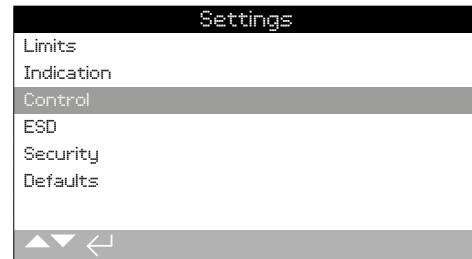 Settings
Limits
Indication
Control
ESD
Security
Defaults